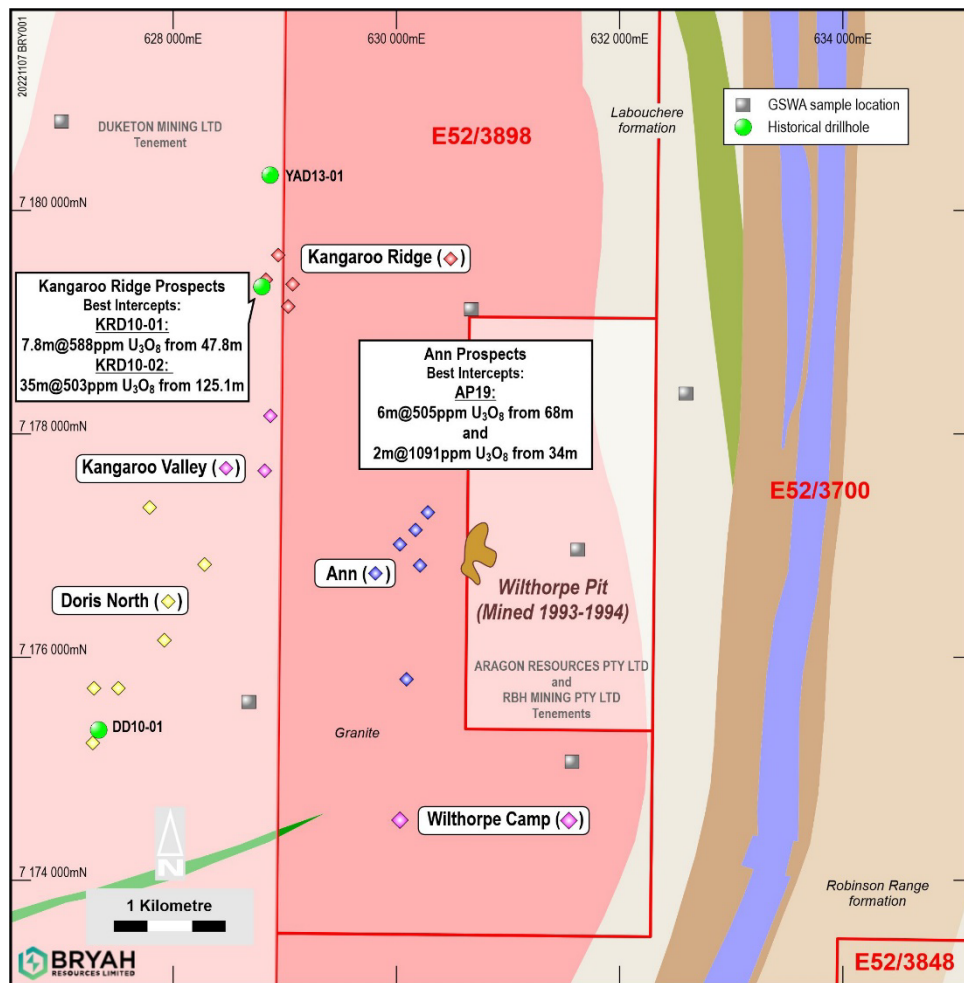 20221107 BRY001
628 000mE
630 000mE
632 000mE
634 000mE
GSWA sample location
Historical drillhole
Labouchere
formation
DUKETON MINING LTD
Tenement
E52/3898
YAD13-01
7 180 000mN
Kangaroo Ridge ( )
Kangaroo Ridge Prospects
Best Intercepts:
KRD10-01:
7.8m@588ppm U₃O₈ from 47.8m
KRD10-02:
35m@503ppm U₃O₈ from 125.1m
Ann Prospects
Best Intercepts:
AP19:
6m@505ppm U₃O₈ from 68m
and
2m@1091ppm U₃O₈ from 34m
7 178 000mN
Kangaroo Valley ( )
E52/3700
Ann ( )
Wilthorpe Pit
(Mined 1993-1994)
Doris North ( )
7 176 000mN
ARAGON RESOURCES PTY LTD
and
RBH MINING PTY LTD
Tenements
DD10-01
Granite
Wilthorpe Camp ( )
N
7 174 000mN
1 Kilometre
Robinson Range
formation
BRYAH
RESOURCES LIMITED
E52/3848